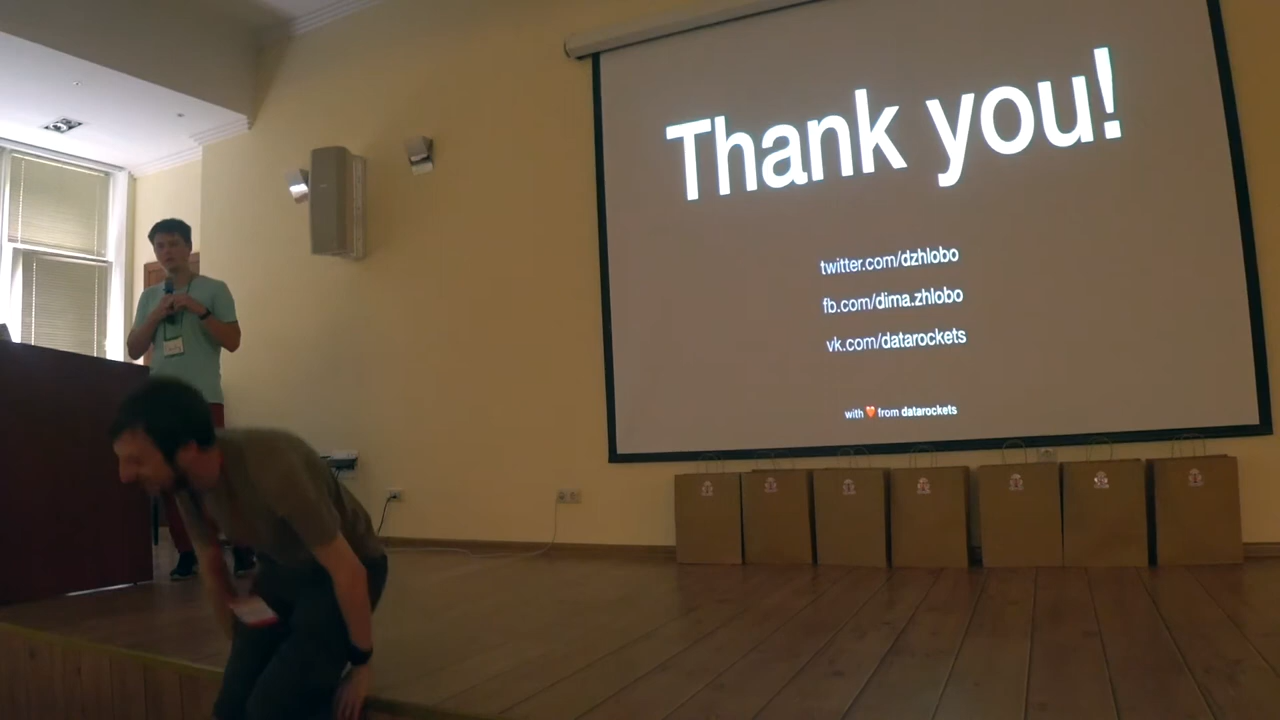 Thank you!
twitter.com/dzhlobo
fb.com/dima.zhlobo
vk.com/datarockets
with 🧡 from datarockets